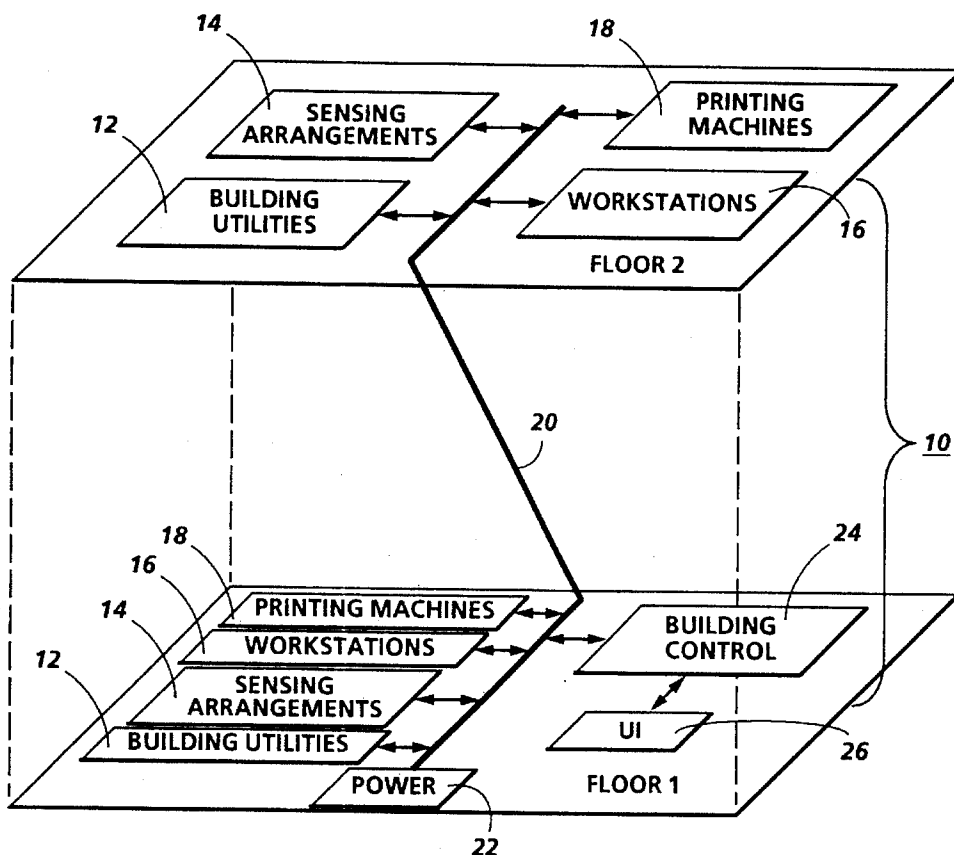 14
18
SENSING
ARRANGEMENTS
PRINTING
MACHINES
12
BUILDING
UTILITIES
WORKSTATIONS
16
FLOOR 2
20
10
18
16
14
12
24
PRINTING MACHINES
WORKSTATIONS
SENSING
ARRANGEMENTS
BUILDING UTILITIES
BUILDING
CONTROL
UI
26
POWER
FLOOR 1
22